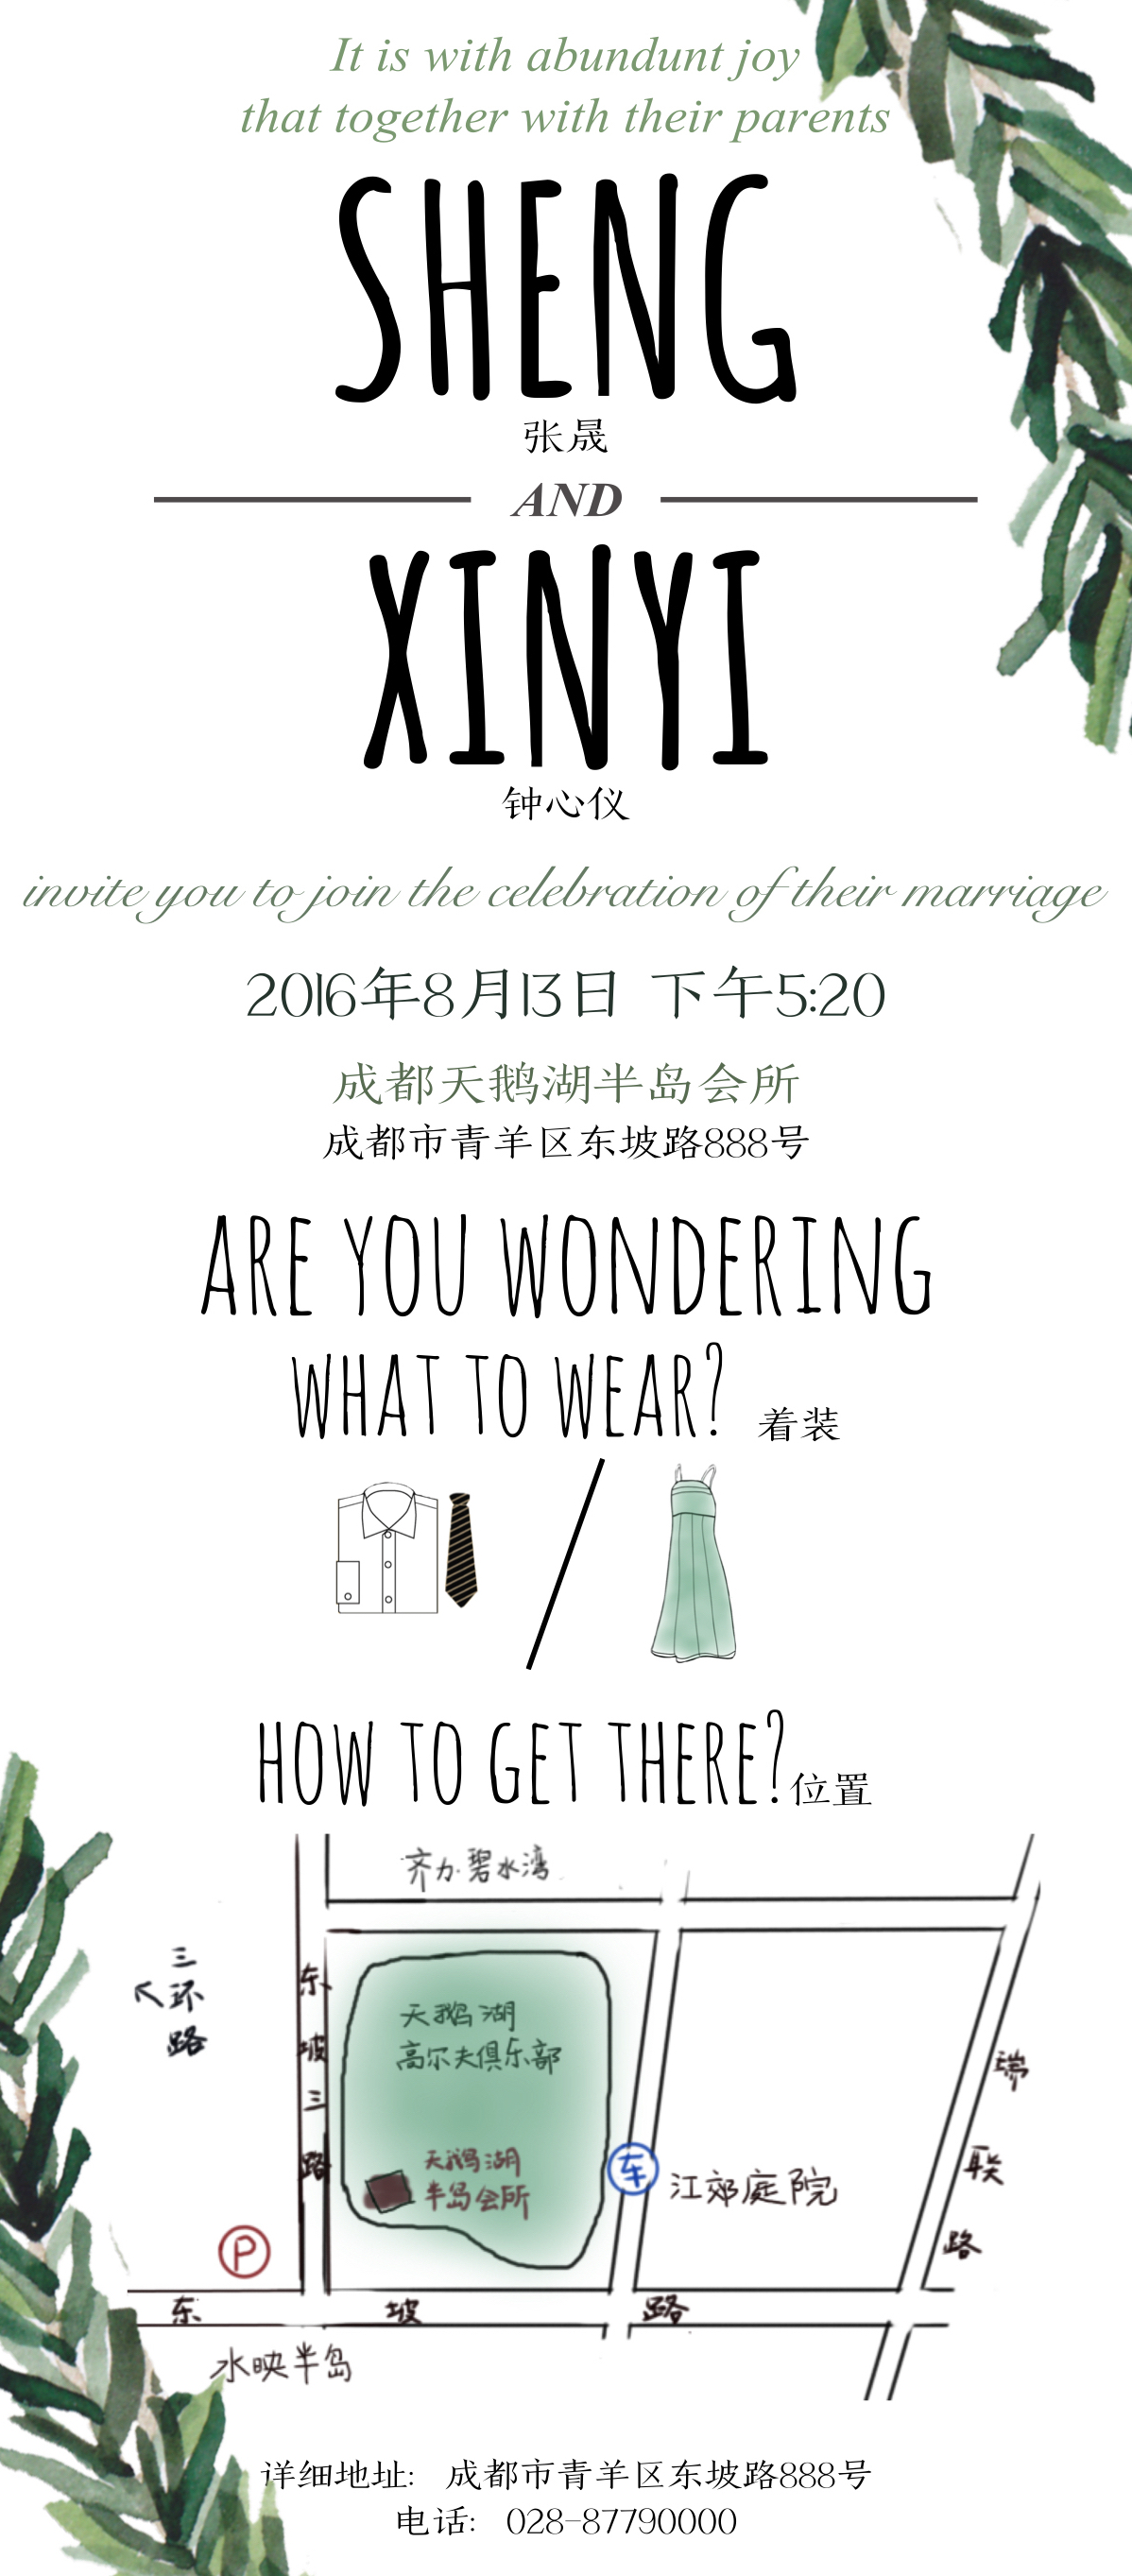 It is with abundunt joy
that together with their parents
SHENG
张晟
AND
XINYI
钟心仪
invite you to join the celebration of their marriage
2016年8月13日 下午5:20
成都天鹅湖半岛会所
成都市青羊区东坡路888号
ARE YOU WONDERING
WHAT TO WEAR? 着装
HOW TO GET THERE? 位置
齐力·碧水湾
三环路
东坡三路
天鹅湖
高尔夫俱乐部
天鹅湖
半岛会所
车
江郊庭院
瑞联路
P
东坡路
水映半岛
详细地址: 成都市青羊区东坡路888号
电话: 028-87790000